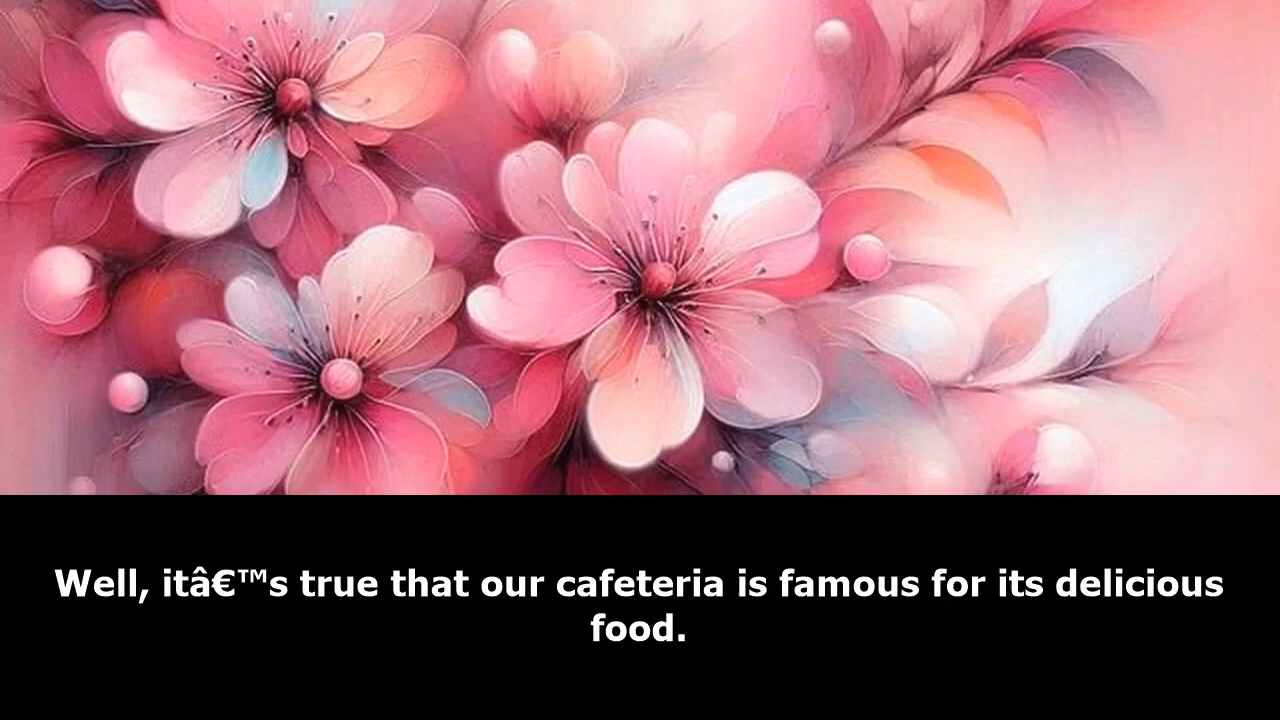 Well, itâ€™s true that our cafeteria is famous for its delicious
food.